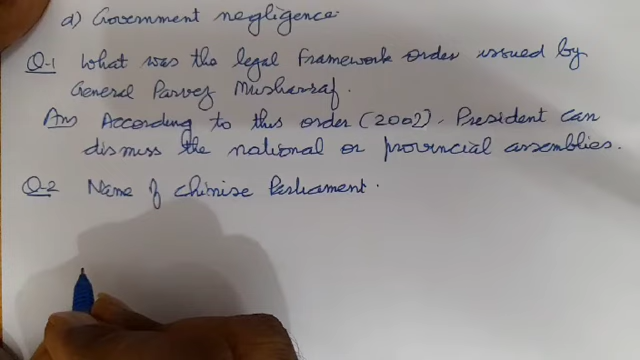 d) Government negligence.
Q-1 What was the legal framework order issued by
General Parvez Musharraf.
Ans According to this order (2002), President can
dismiss the national or provincial assemblies.
Q-2 Name of Chinise Parliament.